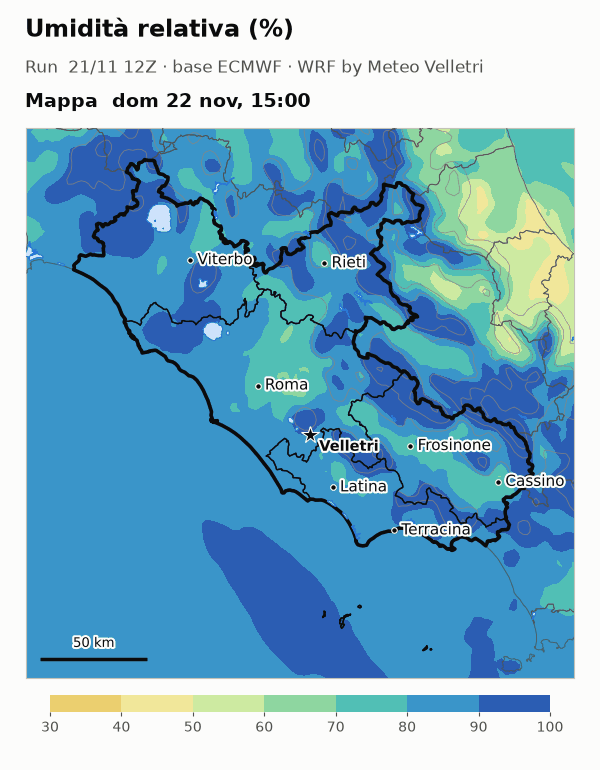 Umidità relativa (%)
Run  21/11 12Z · base ECMWF · WRF by Meteo Velletri
Mappa  dom 22 nov, 15:00
Viterbo
Rieti
Roma
Velletri
Frosinone
Cassino
Latina
Terracina
50 km
30 40 50 60 70 80 90 100